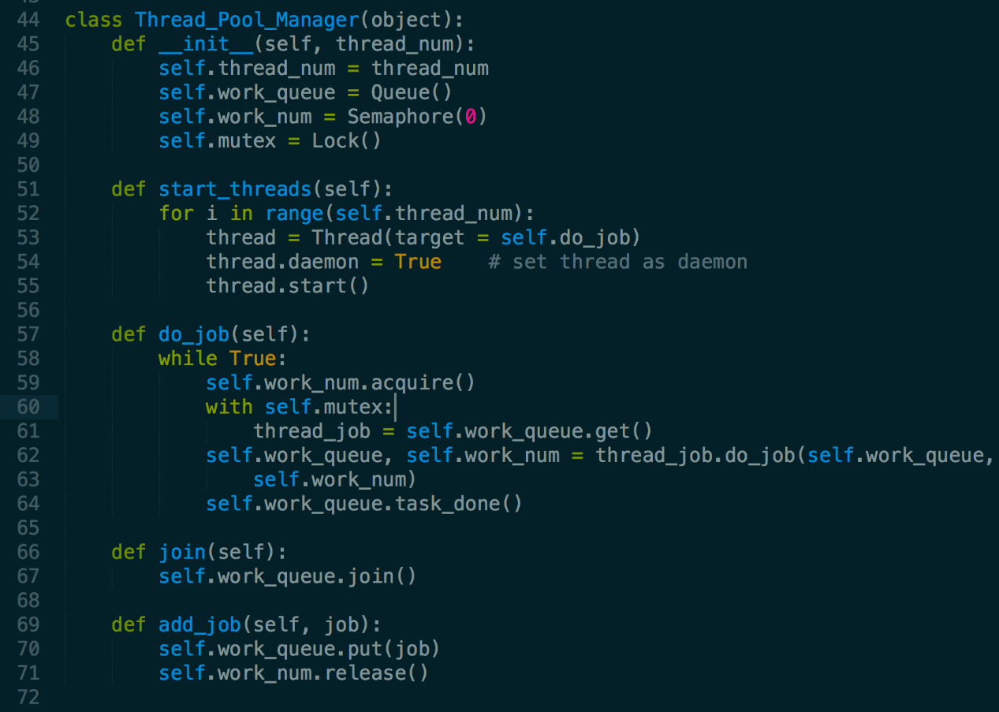 44 class Thread_Pool_Manager(object):
45 def __init__(self, thread_num):
46 self.thread_num = thread_num
47 self.work_queue = Queue()
48 self.work_num = Semaphore(0)
49 self.mutex = Lock()
50
51 def start_threads(self):
52 for i in range(self.thread_num):
53 thread = Thread(target = self.do_job)
54 thread.daemon = True # set thread as daemon
55 thread.start()
56
57 def do_job(self):
58 while True:
59 self.work_num.acquire()
60 with self.mutex:
61 thread_job = self.work_queue.get()
62 self.work_queue, self.work_num = thread_job.do_job(self.work_queue,
63 self.work_num)
64 self.work_queue.task_done()
65
66 def join(self):
67 self.work_queue.join()
68
69 def add_job(self, job):
70 self.work_queue.put(job)
71 self.work_num.release()
72